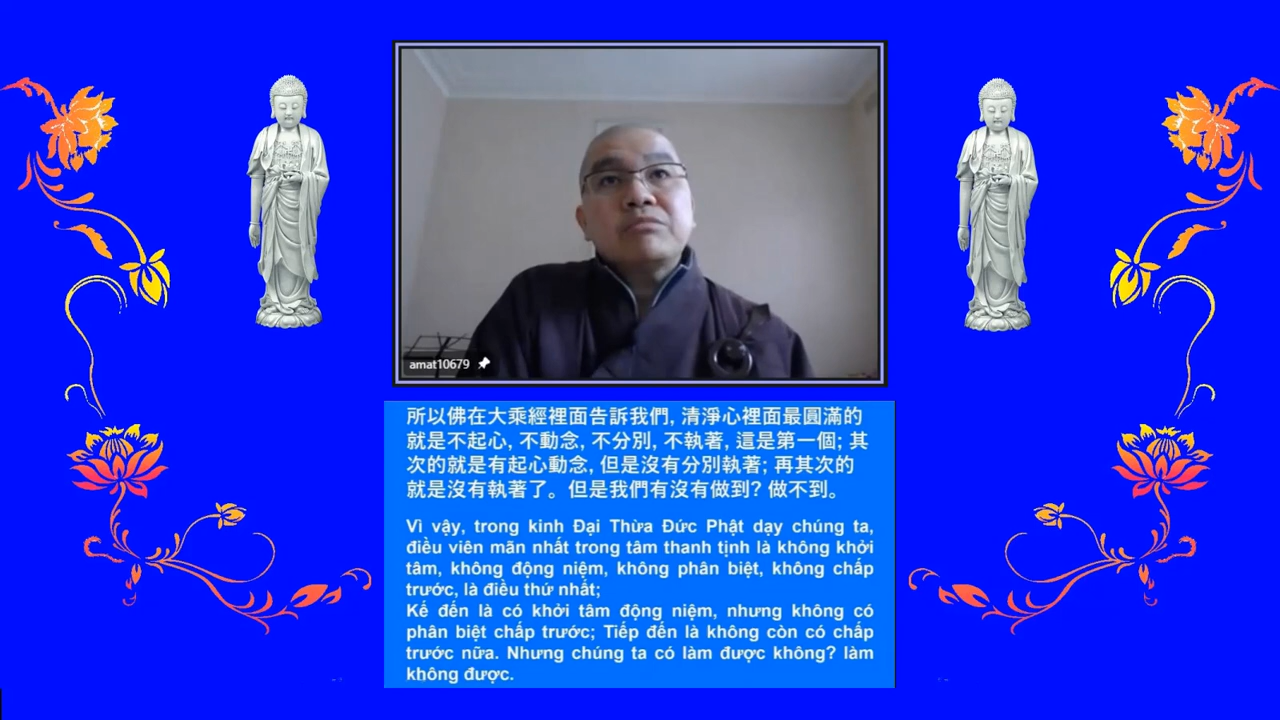 amat10679
所以佛在大乘經裡面告訴我們, 清淨心裡面最圓滿的
就是不起心, 不動念, 不分別, 不執著, 這是第一個; 其
次的就是有起心動念, 但是沒有分別執著; 再其次的
就是沒有執著了。但是我們有沒有做到? 做不到。
Vì vậy, trong kinh Đại Thừa Đức Phật dạy chúng ta,
điều viên mãn nhất trong tâm thanh tịnh là không khởi
tâm, không động niệm, không phân biệt, không chấp
trước, là điều thứ nhất;
Kế đến là có khởi tâm động niệm, nhưng không có
phân biệt chấp trước; Tiếp đến là không còn có chấp
trước nữa. Nhưng chúng ta có làm được không? làm
không được.